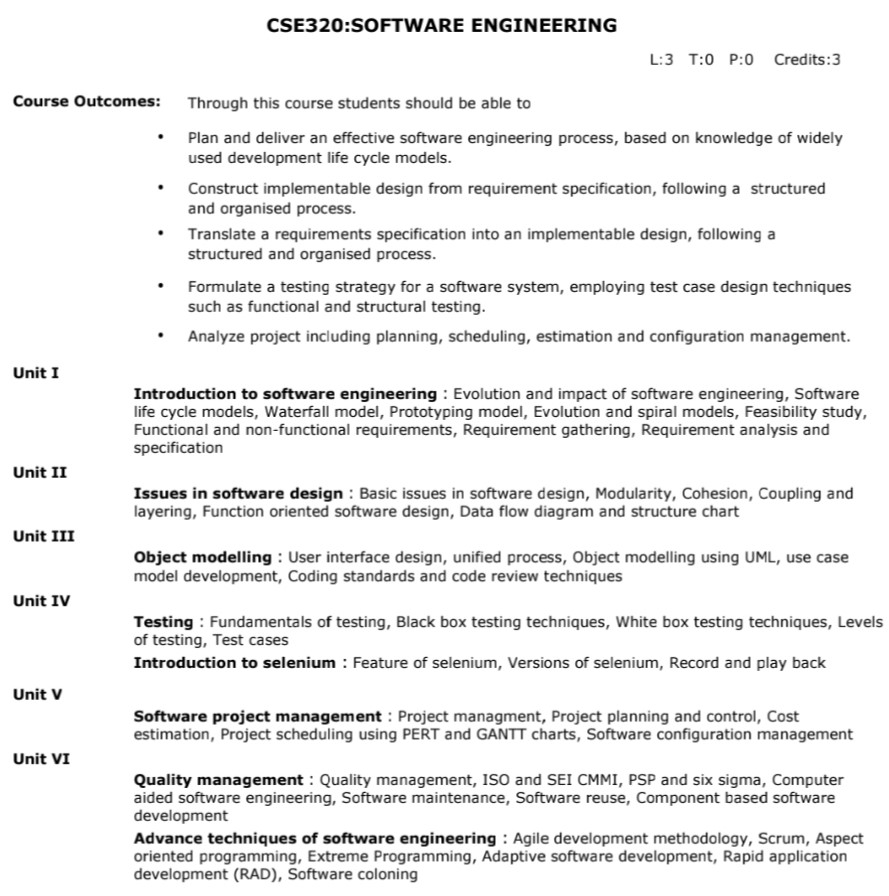 CSE320:SOFTWARE ENGINEERING
L:3 T:0 P:0 Credits:3
Course Outcomes: Through this course students should be able to
• Plan and deliver an effective software engineering process, based on knowledge of widely
used development life cycle models.
• Construct implementable design from requirement specification, following a structured
and organised process.
• Translate a requirements specification into an implementable design, following a
structured and organised process.
• Formulate a testing strategy for a software system, employing test case design techniques
such as functional and structural testing.
• Analyze project including planning, scheduling, estimation and configuration management.
Unit I
Introduction to software engineering : Evolution and impact of software engineering, Software
life cycle models, Waterfall model, Prototyping model, Evolution and spiral models, Feasibility study,
Functional and non-functional requirements, Requirement gathering, Requirement analysis and
specification
Unit II
Issues in software design : Basic issues in software design, Modularity, Cohesion, Coupling and
layering, Function oriented software design, Data flow diagram and structure chart
Unit III
Object modelling : User interface design, unified process, Object modelling using UML, use case
model development, Coding standards and code review techniques
Unit IV
Testing : Fundamentals of testing, Black box testing techniques, White box testing techniques, Levels
of testing, Test cases
Introduction to selenium : Feature of selenium, Versions of selenium, Record and play back
Unit V
Software project management : Project managment, Project planning and control, Cost
estimation, Project scheduling using PERT and GANTT charts, Software configuration management
Unit VI
Quality management : Quality management, ISO and SEI CMMI, PSP and six sigma, Computer
aided software engineering, Software maintenance, Software reuse, Component based software
development
Advance techniques of software engineering : Agile development methodology, Scrum, Aspect
oriented programming, Extreme Programming, Adaptive software development, Rapid application
development (RAD), Software coloning